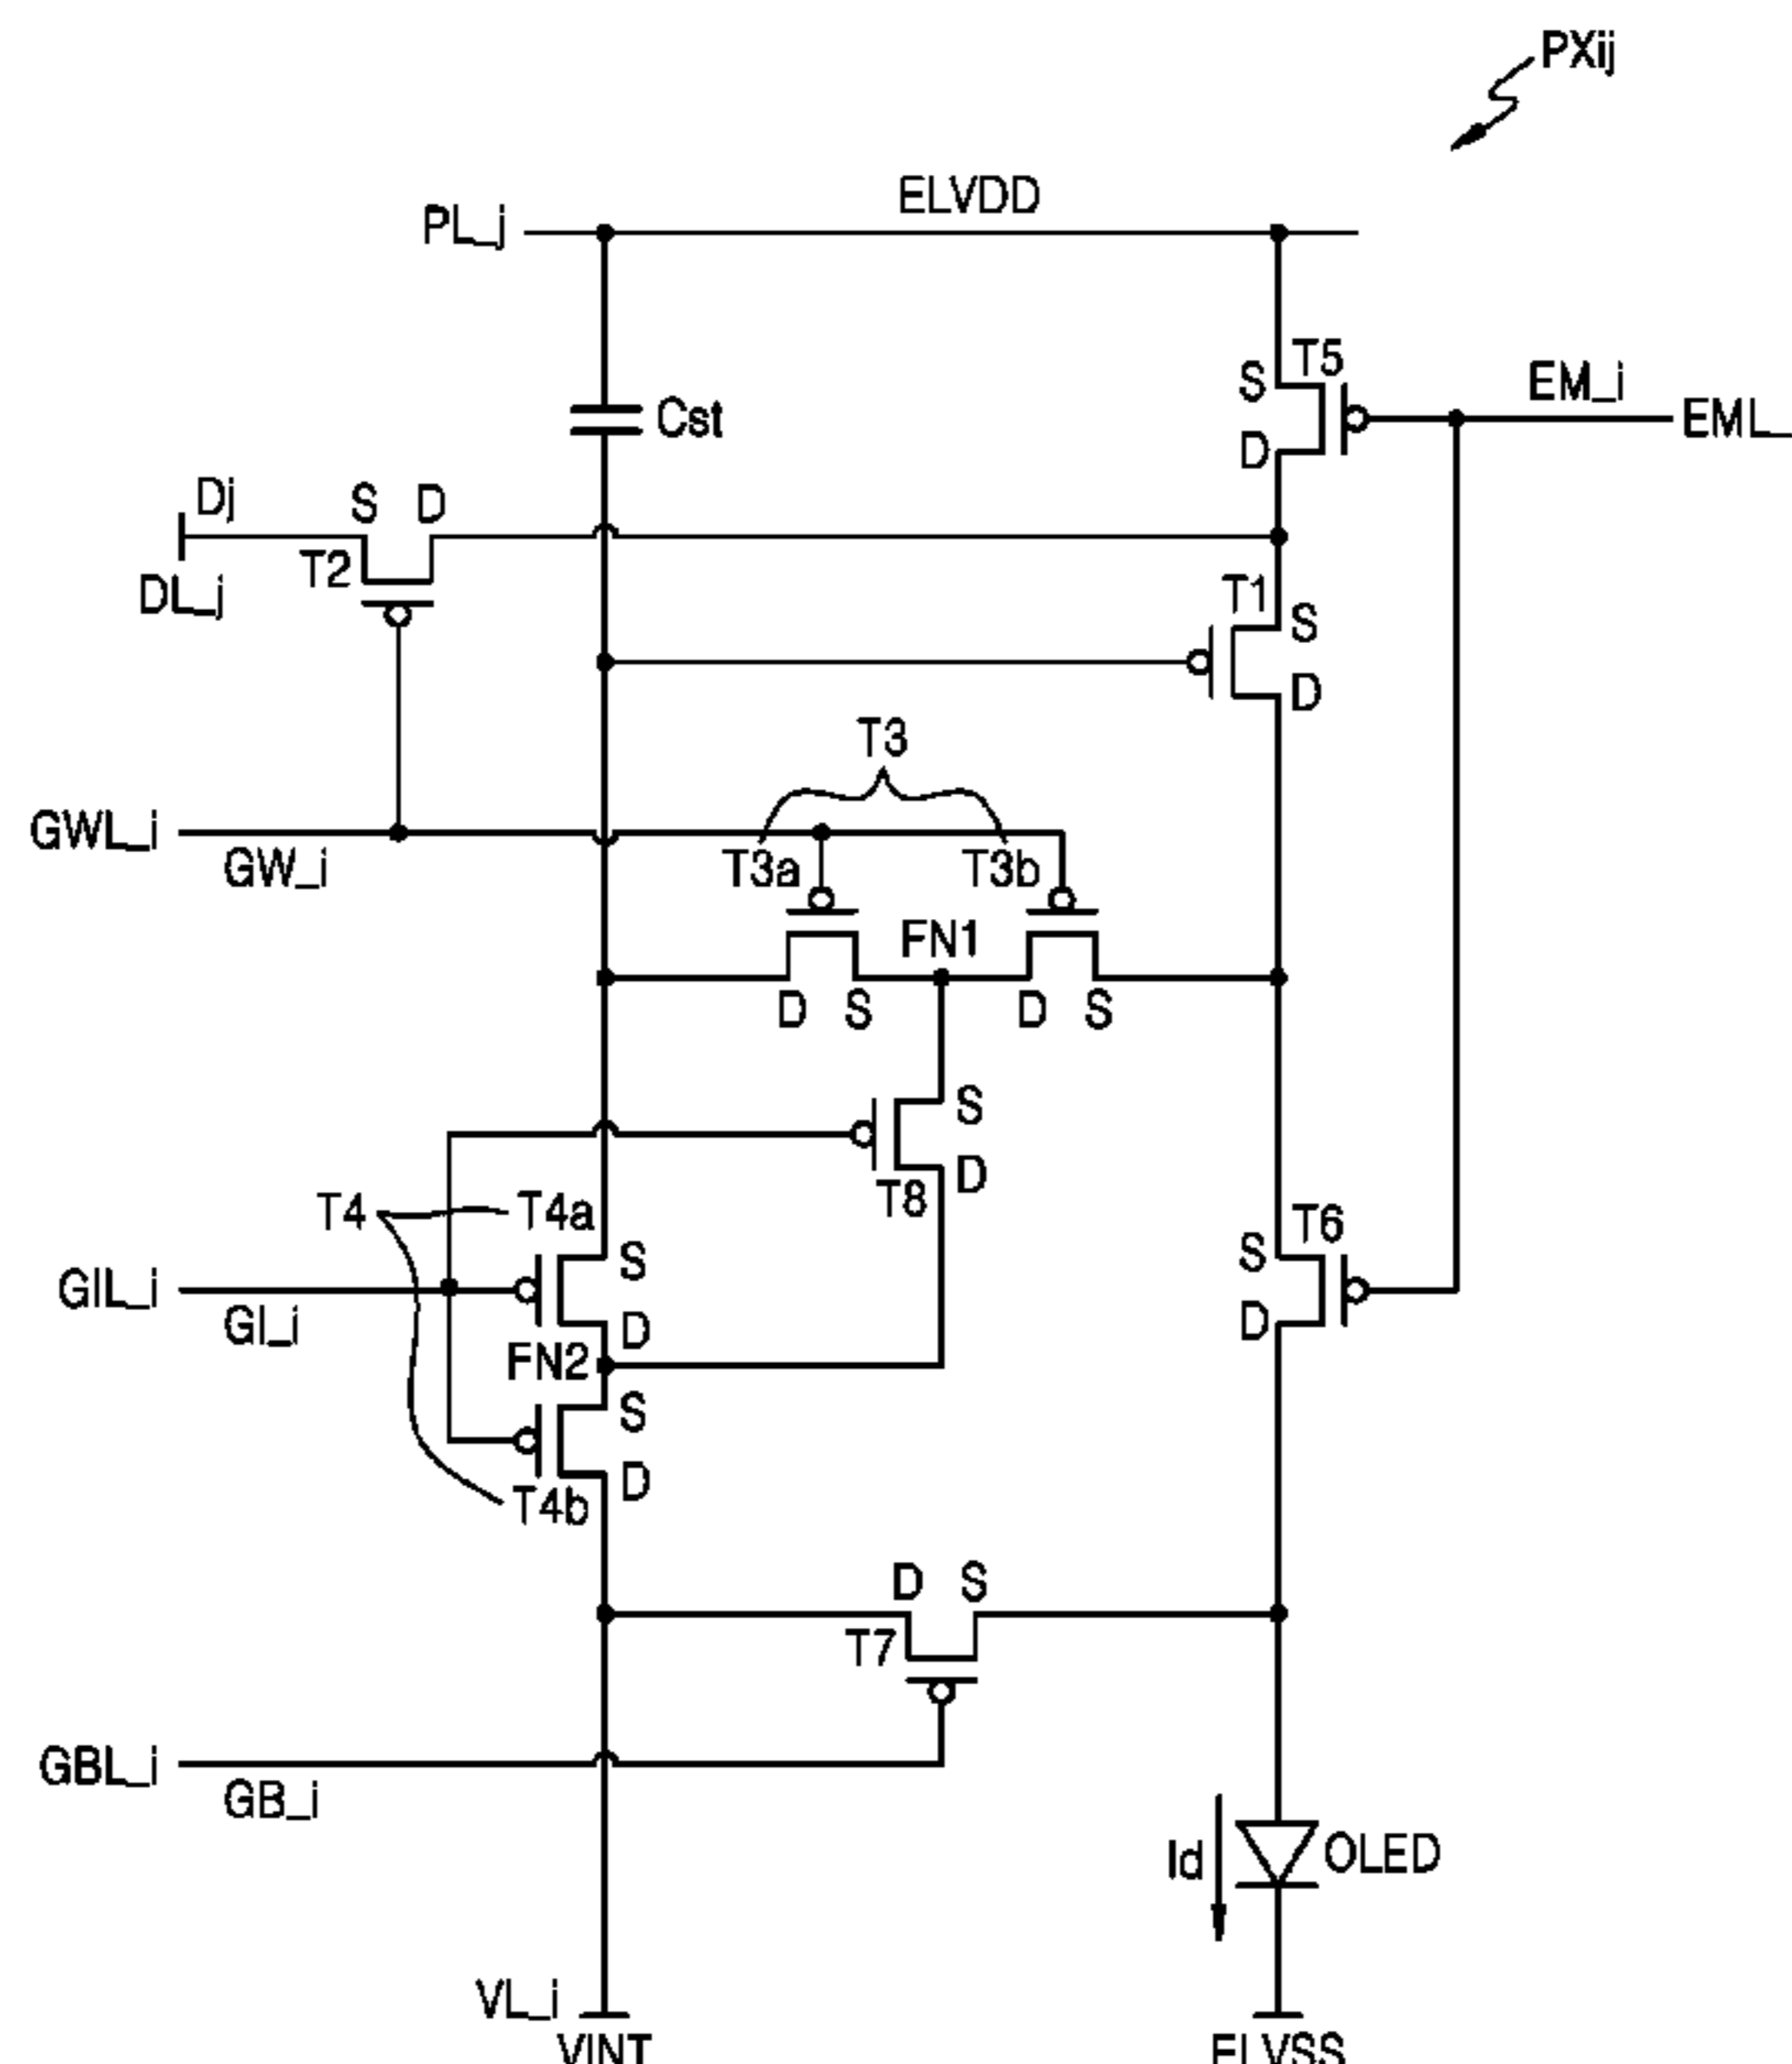 PXij
ELVDD
PL_j
T5
S
EM_i
EML_
Cst
D
Dj
S D
T2
DL_j
T1
S
D
T3
GWL_i
GW_i
T3a
T3b
FN1
D S
D S
S
D
T8
T4
T4a
T6
S
S
GIL_i
GI_i
D
D
FN2
S
D
T4b
D S
T7
GBL_i
GB_i
Id
OLED
VL_i
VINT
ELVSS